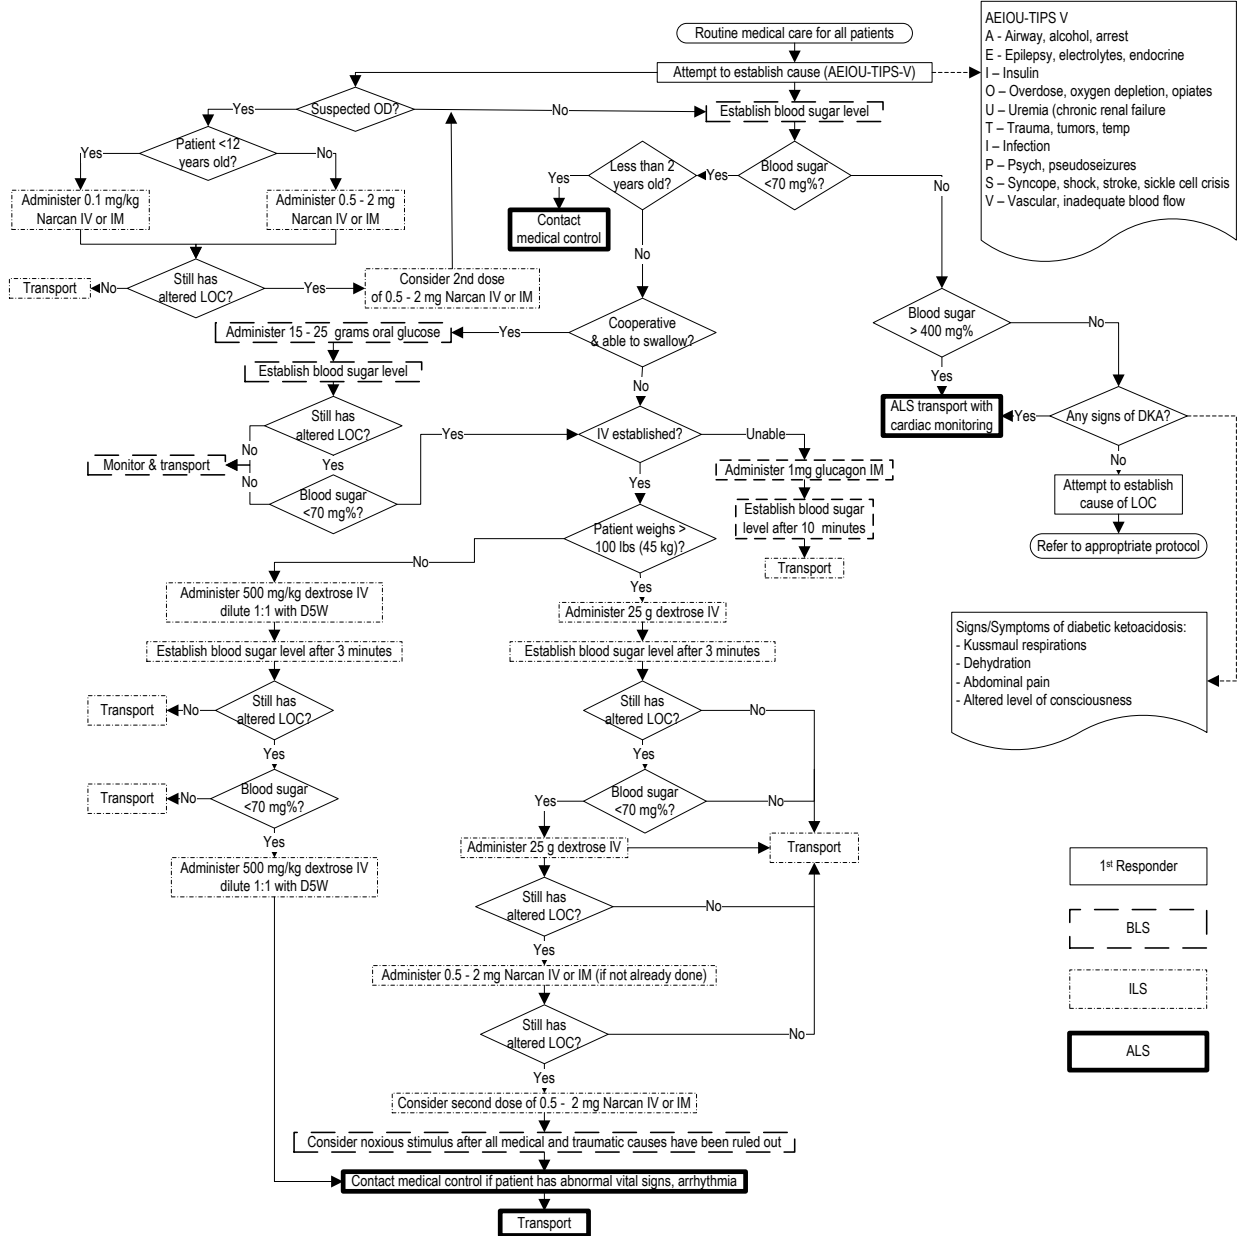 Routine medical care for all patients
Attempt to establish cause (AEIOU-TIPS-V)
AEIOU-TIPS V
A - Airway, alcohol, arrest
E - Epilepsy, electrolytes, endocrine
I – Insulin
O – Overdose, oxygen depletion, opiates
U – Uremia (chronic renal failure
T – Trauma, tumors, temp
I – Infection
P – Psych, pseudoseizures
S – Syncope, shock, stroke, sickle cell crisis
V – Vascular, inadequate blood flow
Suspected OD?
Yes
No
Establish blood sugar level
Patient <12
years old?
Yes
No
Administer 0.1 mg/kg
Narcan IV or IM
Administer 0.5 - 2 mg
Narcan IV or IM
Still has
altered LOC?
No
Transport
Yes
Consider 2nd dose
of 0.5 - 2 mg Narcan IV or IM
Blood sugar
<70 mg%?
Yes
No
Less than 2
years old?
Yes
Contact
medical control
No
Cooperative
& able to swallow?
Yes
Administer 15 - 25 grams oral glucose
Establish blood sugar level
Still has
altered LOC?
No
Yes
Monitor & transport
No
Blood sugar
<70 mg%?
Yes
No
IV established?
Unable
Administer 1mg glucagon IM
Establish blood sugar
level after 10 minutes
Transport
Yes
Blood sugar
> 400 mg%
No
Yes
ALS transport with
cardiac monitoring
Yes
Any signs of DKA?
No
Attempt to establish
cause of LOC
Refer to approptriate protocol
Patient weighs >
100 lbs (45 kg)?
No
Yes
Administer 500 mg/kg dextrose IV
dilute 1:1 with D5W
Establish blood sugar level after 3 minutes
Still has
altered LOC?
No
Transport
Yes
Blood sugar
<70 mg%?
No
Transport
Yes
Administer 500 mg/kg dextrose IV
dilute 1:1 with D5W
Administer 25 g dextrose IV
Establish blood sugar level after 3 minutes
Still has
altered LOC?
No
Yes
Blood sugar
<70 mg%?
No
Yes
Administer 25 g dextrose IV
Transport
Still has
altered LOC?
No
Yes
Administer 0.5 - 2 mg Narcan IV or IM (if not already done)
Still has
altered LOC?
No
Yes
Consider second dose of 0.5 - 2 mg Narcan IV or IM
Consider noxious stimulus after all medical and traumatic causes have been ruled out
Contact medical control if patient has abnormal vital signs, arrhythmia
Transport
Signs/Symptoms of diabetic ketoacidosis:
- Kussmaul respirations
- Dehydration
- Abdominal pain
- Altered level of consciousness
1st Responder
BLS
ILS
ALS